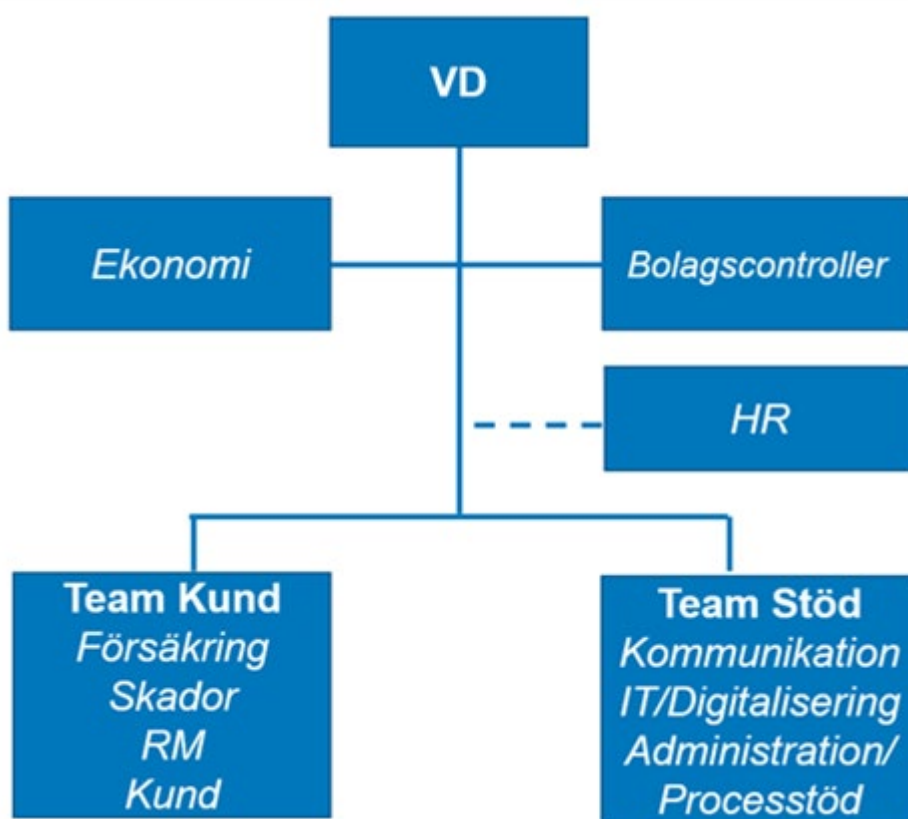 VD
Ekonomi
Bolagscontroller
HR
Team Kund
Försäkring
Skador
RM
Kund
Team Stöd
Kommunikation
IT/Digitalisering
Administration/
Processtöd